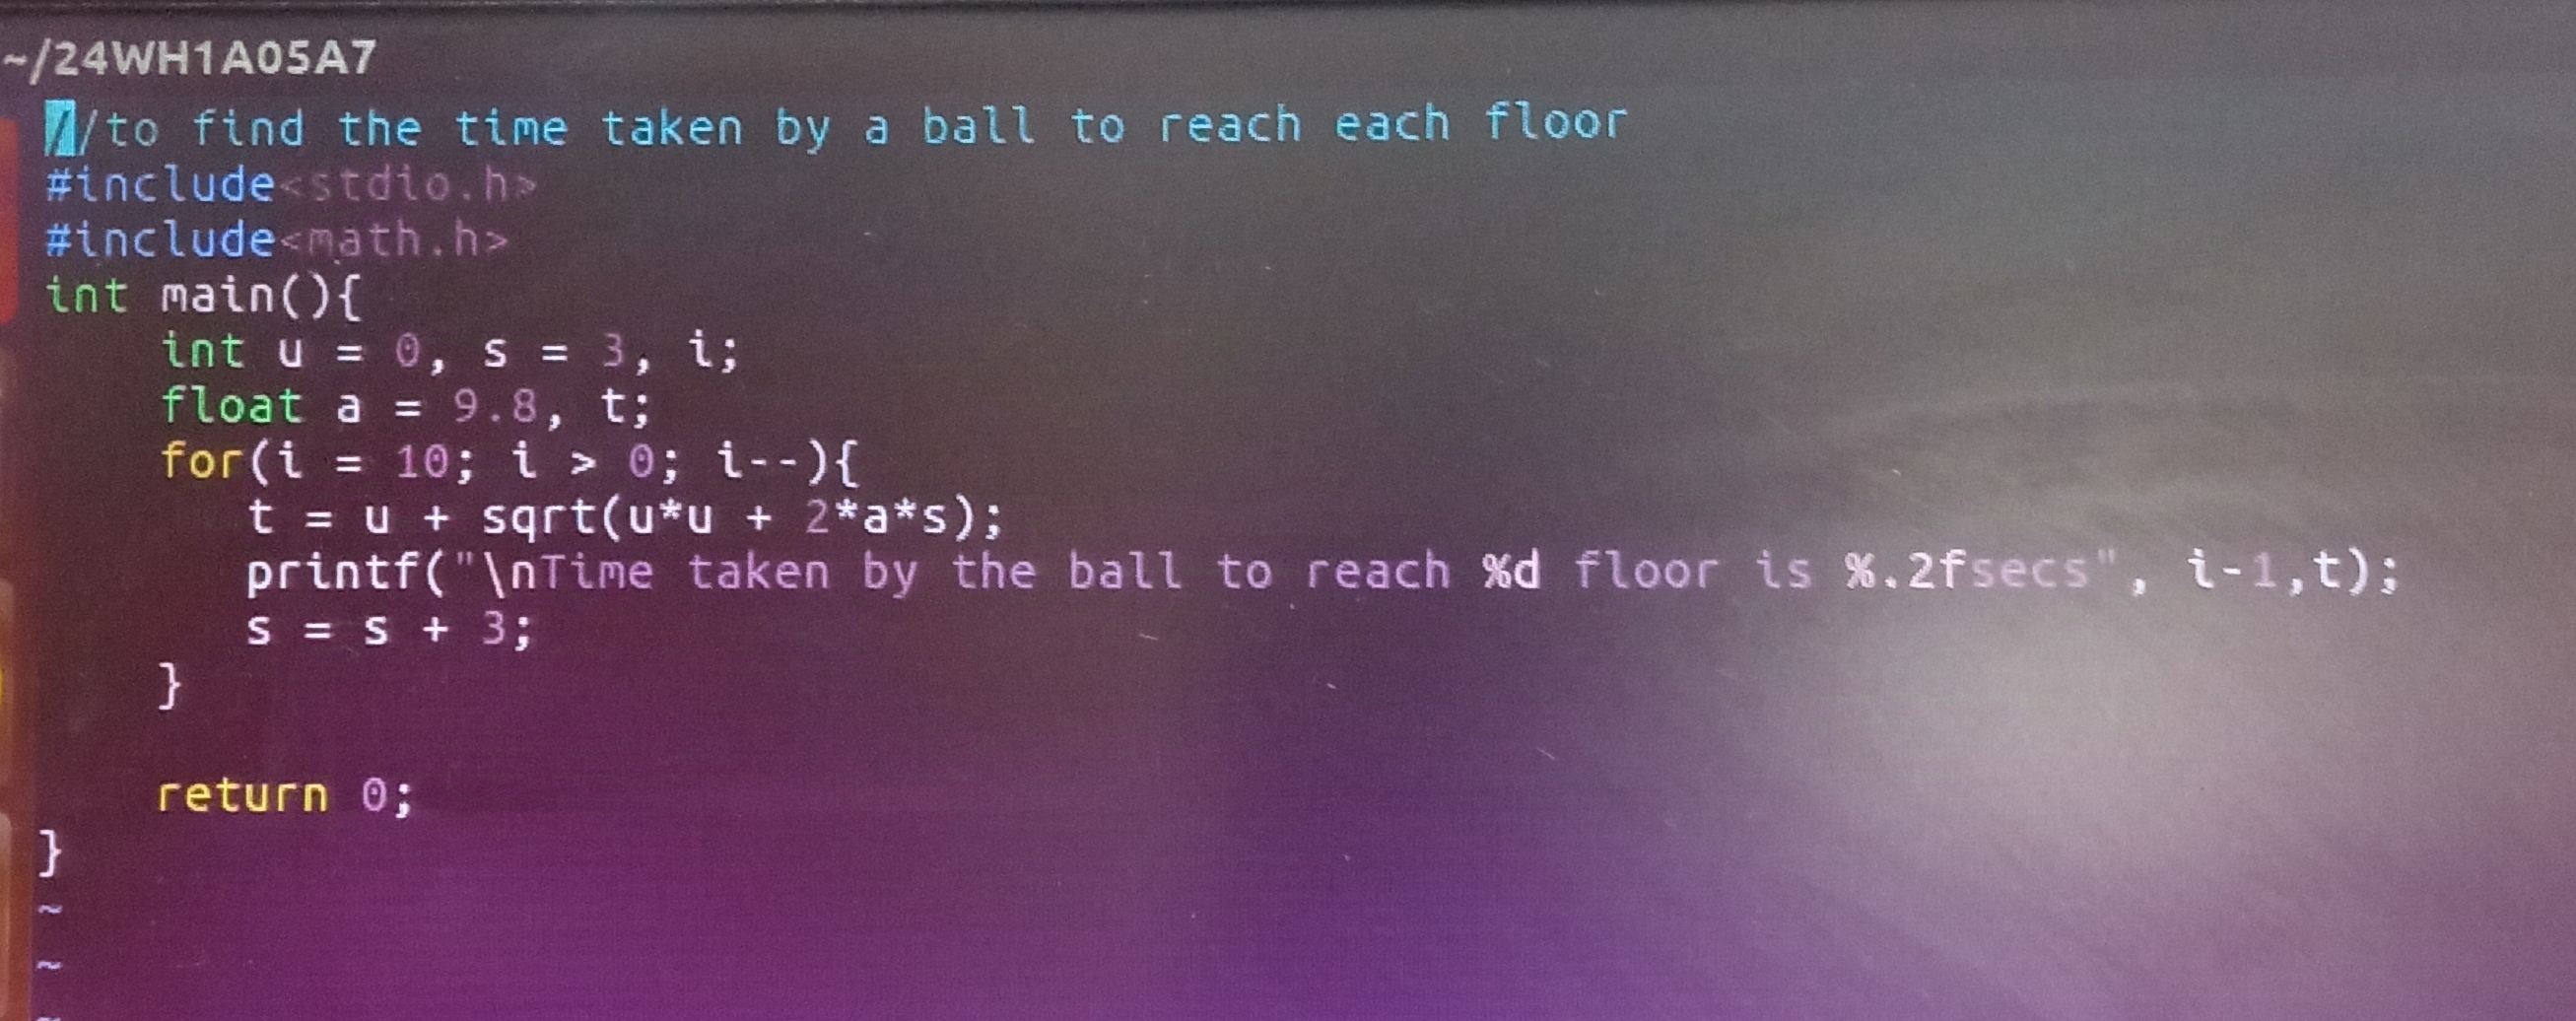 ~/24WH1A05A7
//to find the time taken by a ball to reach each floor
#include<stdio.h>
#include<math.h>
int main(){
    int u = 0, s = 3, i;
    float a = 9.8, t;
    for(i = 10; i > 0; i--){
       t = u + sqrt(u*u + 2*a*s);
       printf("\nTime taken by the ball to reach %d floor is %.2fsecs", i-1,t);
       s = s + 3;
    }
    return 0;
}
~
~
~